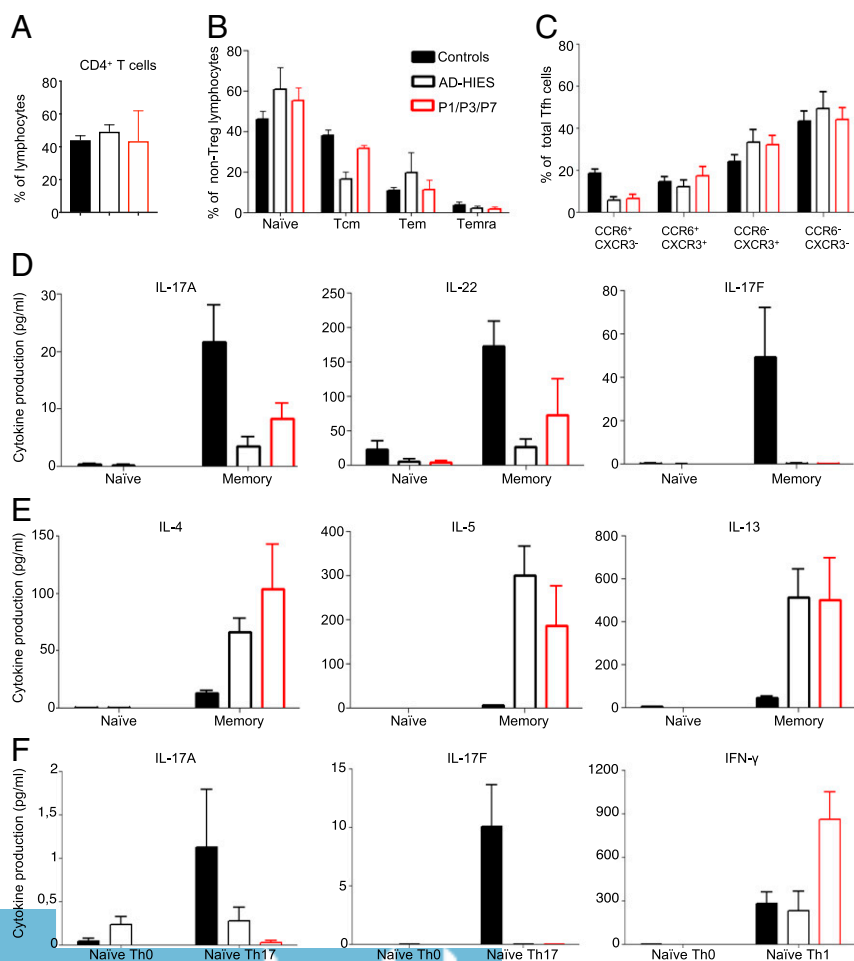 A
CD4+ T cells
% of lymphocytes
80
60
40
20
0
B
% of non-Treg lymphocytes
80
60
40
20
0
Naïve Tcm Tem Temra
Controls
AD-HIES
P1/P3/P7
C
% of total Tfh cells
80
60
40
20
0
CCR6+ CCR6+ CCR6- CCR6-
CXCR3- CXCR3+ CXCR3+ CXCR3-
D
Cytokine production (pg/ml)
IL-17A
30
20
10
0
Naïve Memory
IL-22
250
200
150
100
50
0
Naïve Memory
IL-17F
80
60
40
20
0
Naïve Memory
E
Cytokine production (pg/ml)
IL-4
150
100
50
0
Naïve Memory
IL-5
400
300
200
100
0
Naïve Memory
IL-13
800
600
400
200
0
Naïve Memory
F
Cytokine production (pg/ml)
IL-17A
2
1,5
1
0,5
0
Naïve Th0 Naïve Th17
IL-17F
15
10
5
0
Naïve Th0 Naïve Th17
IFN-γ
1200
900
600
300
0
Naïve Th0 Naïve Th1